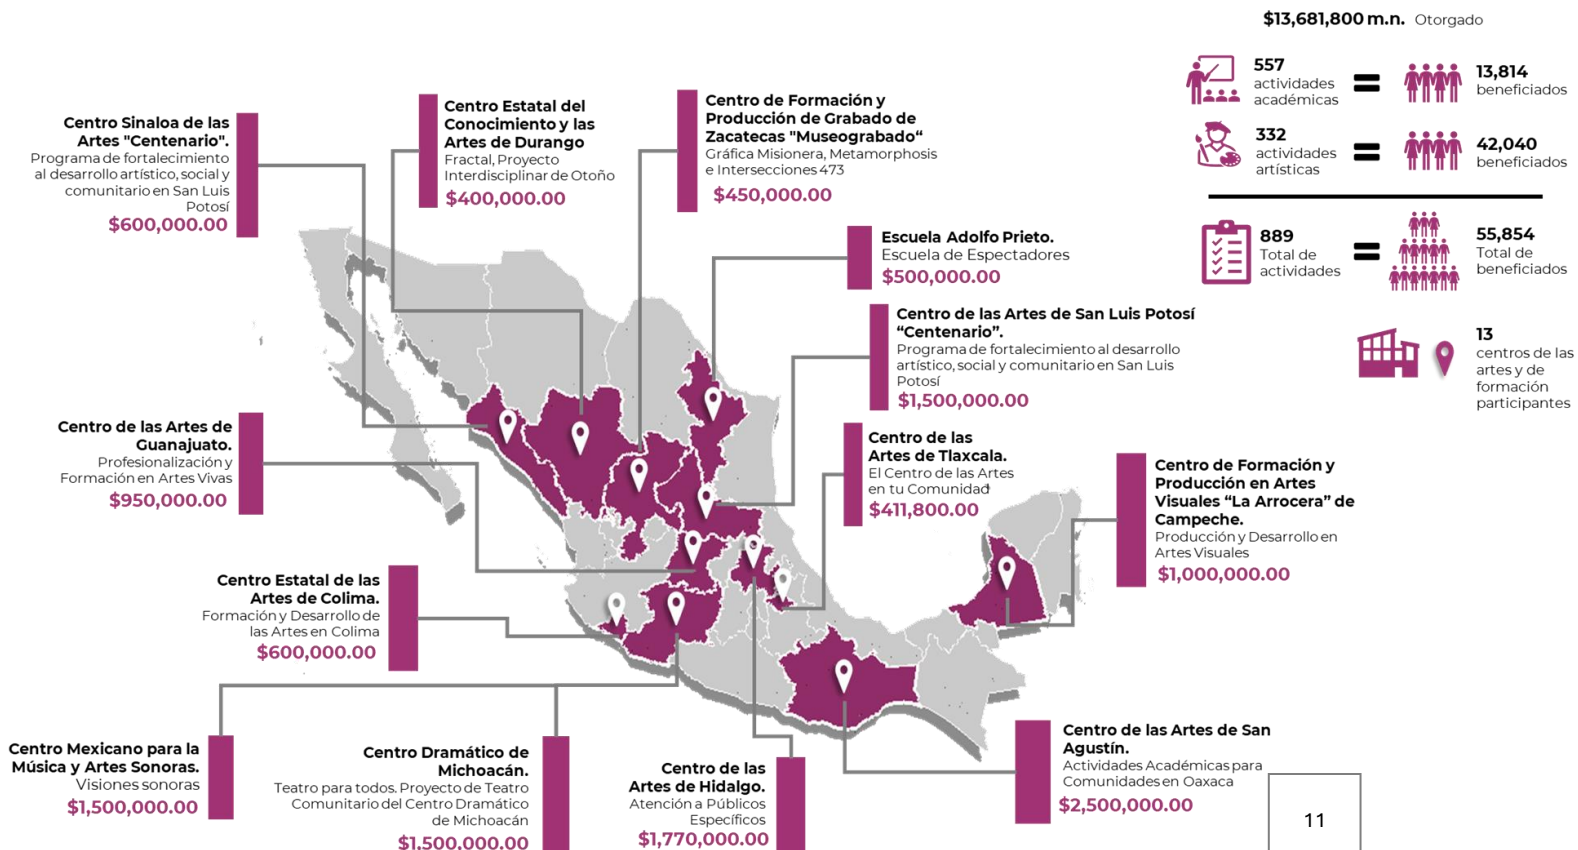 $13,681,800 m.n. Otorgado
557
actividades
académicas
13,814
beneficiados
332
actividades
artísticas
42,040
beneficiados
889
Total de
actividades
55,854
Total de
beneficiados
13
centros de las
artes y de
formación
participantes
Centro Sinaloa de las
Artes "Centenario".
Programa de fortalecimiento
al desarrollo artístico, social y
comunitario en San Luis
Potosí
$600,000.00
Centro Estatal del
Conocimiento y las
Artes de Durango
Fractal, Proyecto
Interdisciplinar de Otoño
$400,000.00
Centro de Formación y
Producción de Grabado de
Zacatecas "Museograbado“
Gráfica Misionera, Metamorphosis
e Intersecciones 473
$450,000.00
Escuela Adolfo Prieto.
Escuela de Espectadores
$500,000.00
Centro de las Artes de San Luis Potosí
“Centenario”.
Programa de fortalecimiento al desarrollo
artístico, social y comunitario en San Luis
Potosí
$1,500,000.00
Centro de las Artes de
Guanajuato.
Profesionalización y
Formación en Artes Vivas
$950,000.00
Centro de las
Artes de Tlaxcala.
El Centro de las Artes
en tu Comunidad
$411,800.00
Centro de Formación y
Producción en Artes
Visuales “La Arrocera” de
Campeche.
Producción y Desarrollo en
Artes Visuales
$1,000,000.00
Centro Estatal de las
Artes de Colima.
Formación y Desarrollo de
las Artes en Colima
$600,000.00
Centro Mexicano para la
Música y Artes Sonoras.
Visiones sonoras
$1,500,000.00
Centro Dramático de
Michoacán.
Teatro para todos. Proyecto de Teatro
Comunitario del Centro Dramático
de Michoacán
$1,500,000.00
Centro de las
Artes de Hidalgo.
Atención a Públicos
Específicos
$1,770,000.00
Centro de las Artes de San
Agustín.
Actividades Académicas para
Comunidades en Oaxaca
$2,500,000.00
11